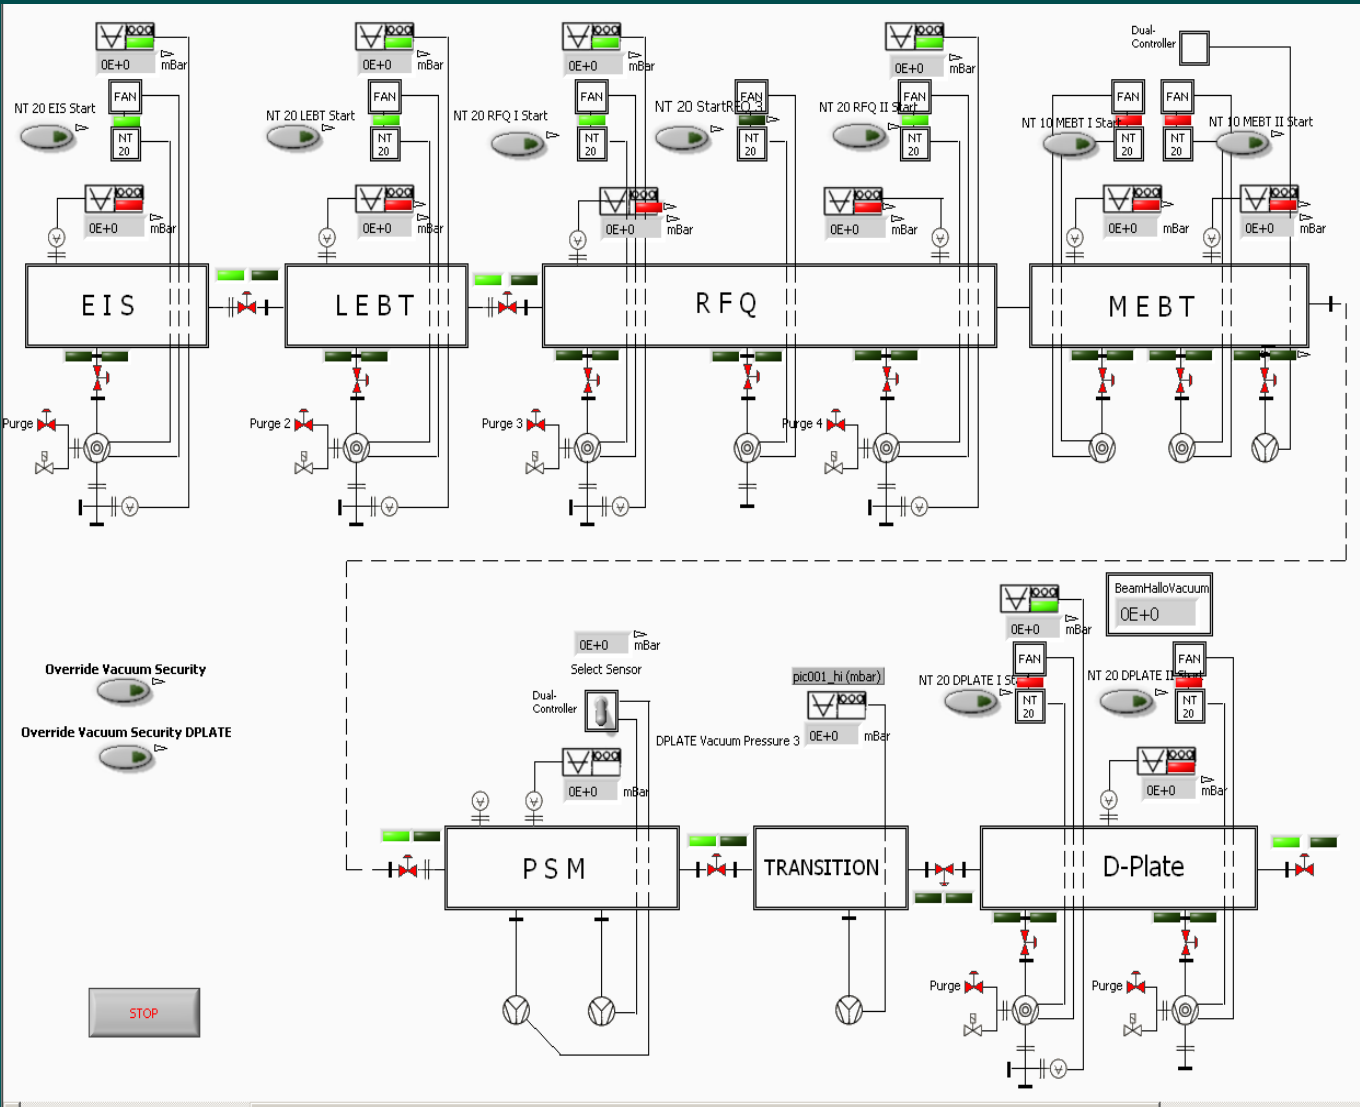 Dual-
Controller
0E+0 mBar
0E+0 mBar
0E+0 mBar
0E+0 mBar
FAN
FAN
FAN
FAN
FAN
FAN
FAN
NT 20 EIS Start
NT 20 LEBT Start
NT 20 RFQ I Start
NT 20 StartRFQ 3
NT 20 RFQ II Start
NT 10 MEBT I Start
NT 10 MEBT II Start
NT
20
NT
20
NT
20
NT
20
NT
20
NT
20
NT
20
0E+0 mBar
0E+0 mBar
0E+0 mBar
0E+0 mBar
0E+0 mBar
0E+0 mBar
EIS
LEBT
RFQ
MEBT
Purge
Purge 2
Purge 3
Purge 4
BeamHalloVacuum
0E+0
0E+0 mBar
0E+0 mBar
Select Sensor
Override Vacuum Security
Override Vacuum Security DPLATE
Dual-
Controller
pic001_hi (mbar)
DPLATE Vacuum Pressure 3
0E+0 mBar
0E+0 mBar
FAN
FAN
NT 20 DPLATE I St
NT 20 DPLATE II Start
NT
20
NT
20
0E+0 mBar
PSM
TRANSITION
D-Plate
Purge
Purge
STOP